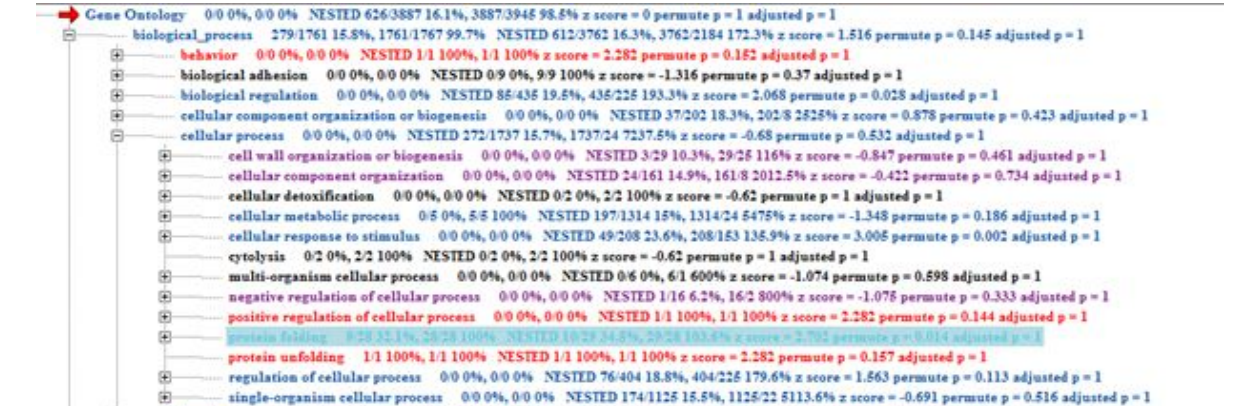 Gene Ontology 0/0 0%, 0/0 0% NESTED 626/3887 16.1%, 3887/3945 98.5% z score = 0 permute p = 1 adjusted p = 1
biological_process 279/1761 15.8%, 1761/1767 99.7% NESTED 612/3762 16.3%, 3762/2184 172.3% z score = 1.516 permute p = 0.145 adjusted p = 1
behavior 0/0 0%, 0/0 0% NESTED 1/1 100%, 1/1 100% z score = 2.282 permute p = 0.152 adjusted p = 1
biological adhesion 0/0 0%, 0/0 0% NESTED 0/9 0%, 9/9 100% z score = -1.316 permute p = 0.37 adjusted p = 1
biological regulation 0/0 0%, 0/0 0% NESTED 85/435 19.5%, 435/225 193.3% z score = 2.068 permute p = 0.028 adjusted p = 1
cellular component organization or biogenesis 0/0 0%, 0/0 0% NESTED 37/202 18.3%, 202/8 2525% z score = 0.878 permute p = 0.423 adjusted p = 1
cellular process 0/0 0%, 0/0 0% NESTED 272/1737 15.7%, 1737/24 7237.5% z score = -0.68 permute p = 0.532 adjusted p = 1
cell wall organization or biogenesis 0/0 0%, 0/0 0% NESTED 3/29 10.3%, 29/25 116% z score = -0.847 permute p = 0.461 adjusted p = 1
cellular component organization 0/0 0%, 0/0 0% NESTED 24/161 14.9%, 161/8 2012.5% z score = -0.422 permute p = 0.734 adjusted p = 1
cellular detoxification 0/0 0%, 0/0 0% NESTED 0/2 0%, 2/2 100% z score = -0.62 permute p = 1 adjusted p = 1
cellular metabolic process 0/5 0%, 5/5 100% NESTED 197/1314 15%, 1314/24 5475% z score = -1.348 permute p = 0.186 adjusted p = 1
cellular response to stimulus 0/0 0%, 0/0 0% NESTED 49/208 23.6%, 208/153 135.9% z score = 3.005 permute p = 0.002 adjusted p = 1
cytolysis 0/2 0%, 2/2 100% NESTED 0/2 0%, 2/2 100% z score = -0.62 permute p = 1 adjusted p = 1
multi-organism cellular process 0/0 0%, 0/0 0% NESTED 0/6 0%, 6/1 600% z score = -1.074 permute p = 0.598 adjusted p = 1
negative regulation of cellular process 0/0 0%, 0/0 0% NESTED 1/16 6.2%, 16/2 800% z score = -1.075 permute p = 0.333 adjusted p = 1
positive regulation of cellular process 0/0 0%, 0/0 0% NESTED 1/1 100%, 1/1 100% z score = 2.282 permute p = 0.144 adjusted p = 1
protein folding 9/28 32.1%, 28/28 100% NESTED 10/29 34.5%, 29/28 103.6% z score = 2.702 permute p = 0.014 adjusted p = 1
protein unfolding 1/1 100%, 1/1 100% NESTED 1/1 100%, 1/1 100% z score = 2.282 permute p = 0.157 adjusted p = 1
regulation of cellular process 0/0 0%, 0/0 0% NESTED 76/404 18.8%, 404/225 179.6% z score = 1.563 permute p = 0.113 adjusted p = 1
single-organism cellular process 0/0 0%, 0/0 0% NESTED 174/1125 15.5%, 1125/22 5113.6% z score = -0.691 permute p = 0.516 adjusted p = 1